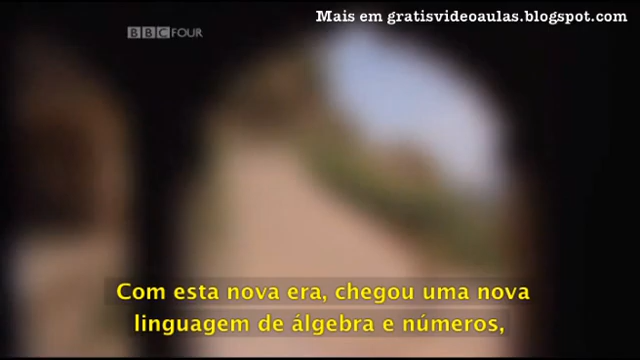 Mais em gratisvideoaulas.blogspot.com
BBC FOUR
Com esta nova era, chegou uma nova
linguagem de álgebra e números,